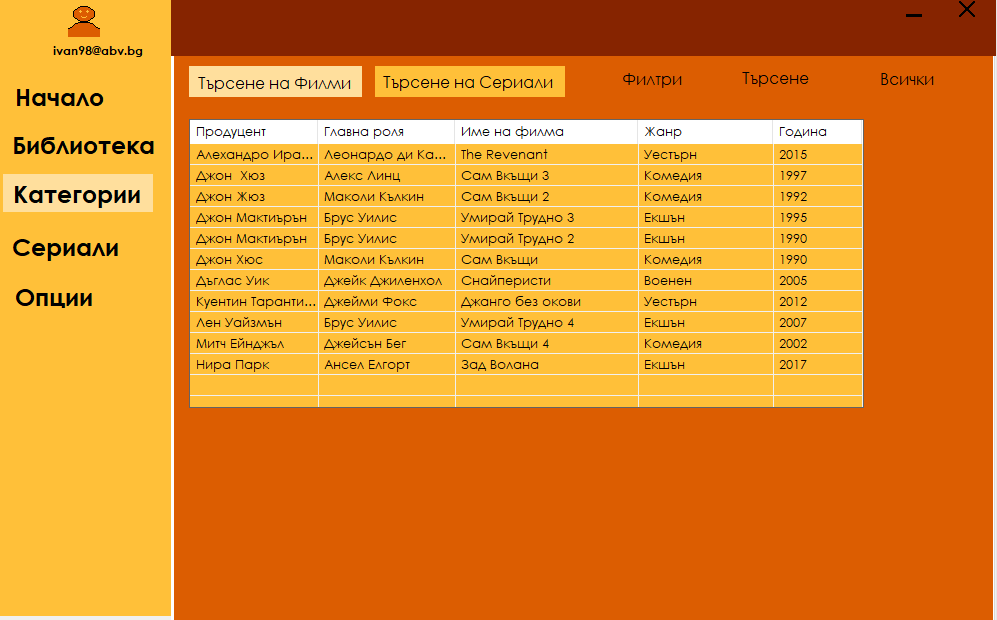 ivan98@abv.bg
Начало
Библиотека
Категории
Сериали
Опции
Търсене на Филми Търсене на Сериали Филтри Търсене Всички
Продуцент Главна роля Име на филма Жанр Година
Алехандро Ира... Леонардо ди Ка... The Revenant Уестърн 2015
Джон Хюз Алекс Линц Сам Вкъщи 3 Комедия 1997
Джон Жюз Маколи Кълкин Сам Вкъщи 2 Комедия 1992
Джон Мактиърън Брус Уилис Умирай Трудно 3 Екшън 1995
Джон Мактиърън Брус Уилис Умирай Трудно 2 Екшън 1990
Джон Хюс Маколи Кълкин Сам Вкъщи Комедия 1990
Дъглас Уик Джейк Джиленхол Снайперисти Военен 2005
Куентин Таранти... Джейми Фокс Джанго без окови Уестърн 2012
Лен Уайзмън Брус Уилис Умирай Трудно 4 Екшън 2007
Митч Ейнджъл Джейсън Бег Сам Вкъщи 4 Комедия 2002
Нира Парк Ансел Елгорт Зад Волана Екшън 2017